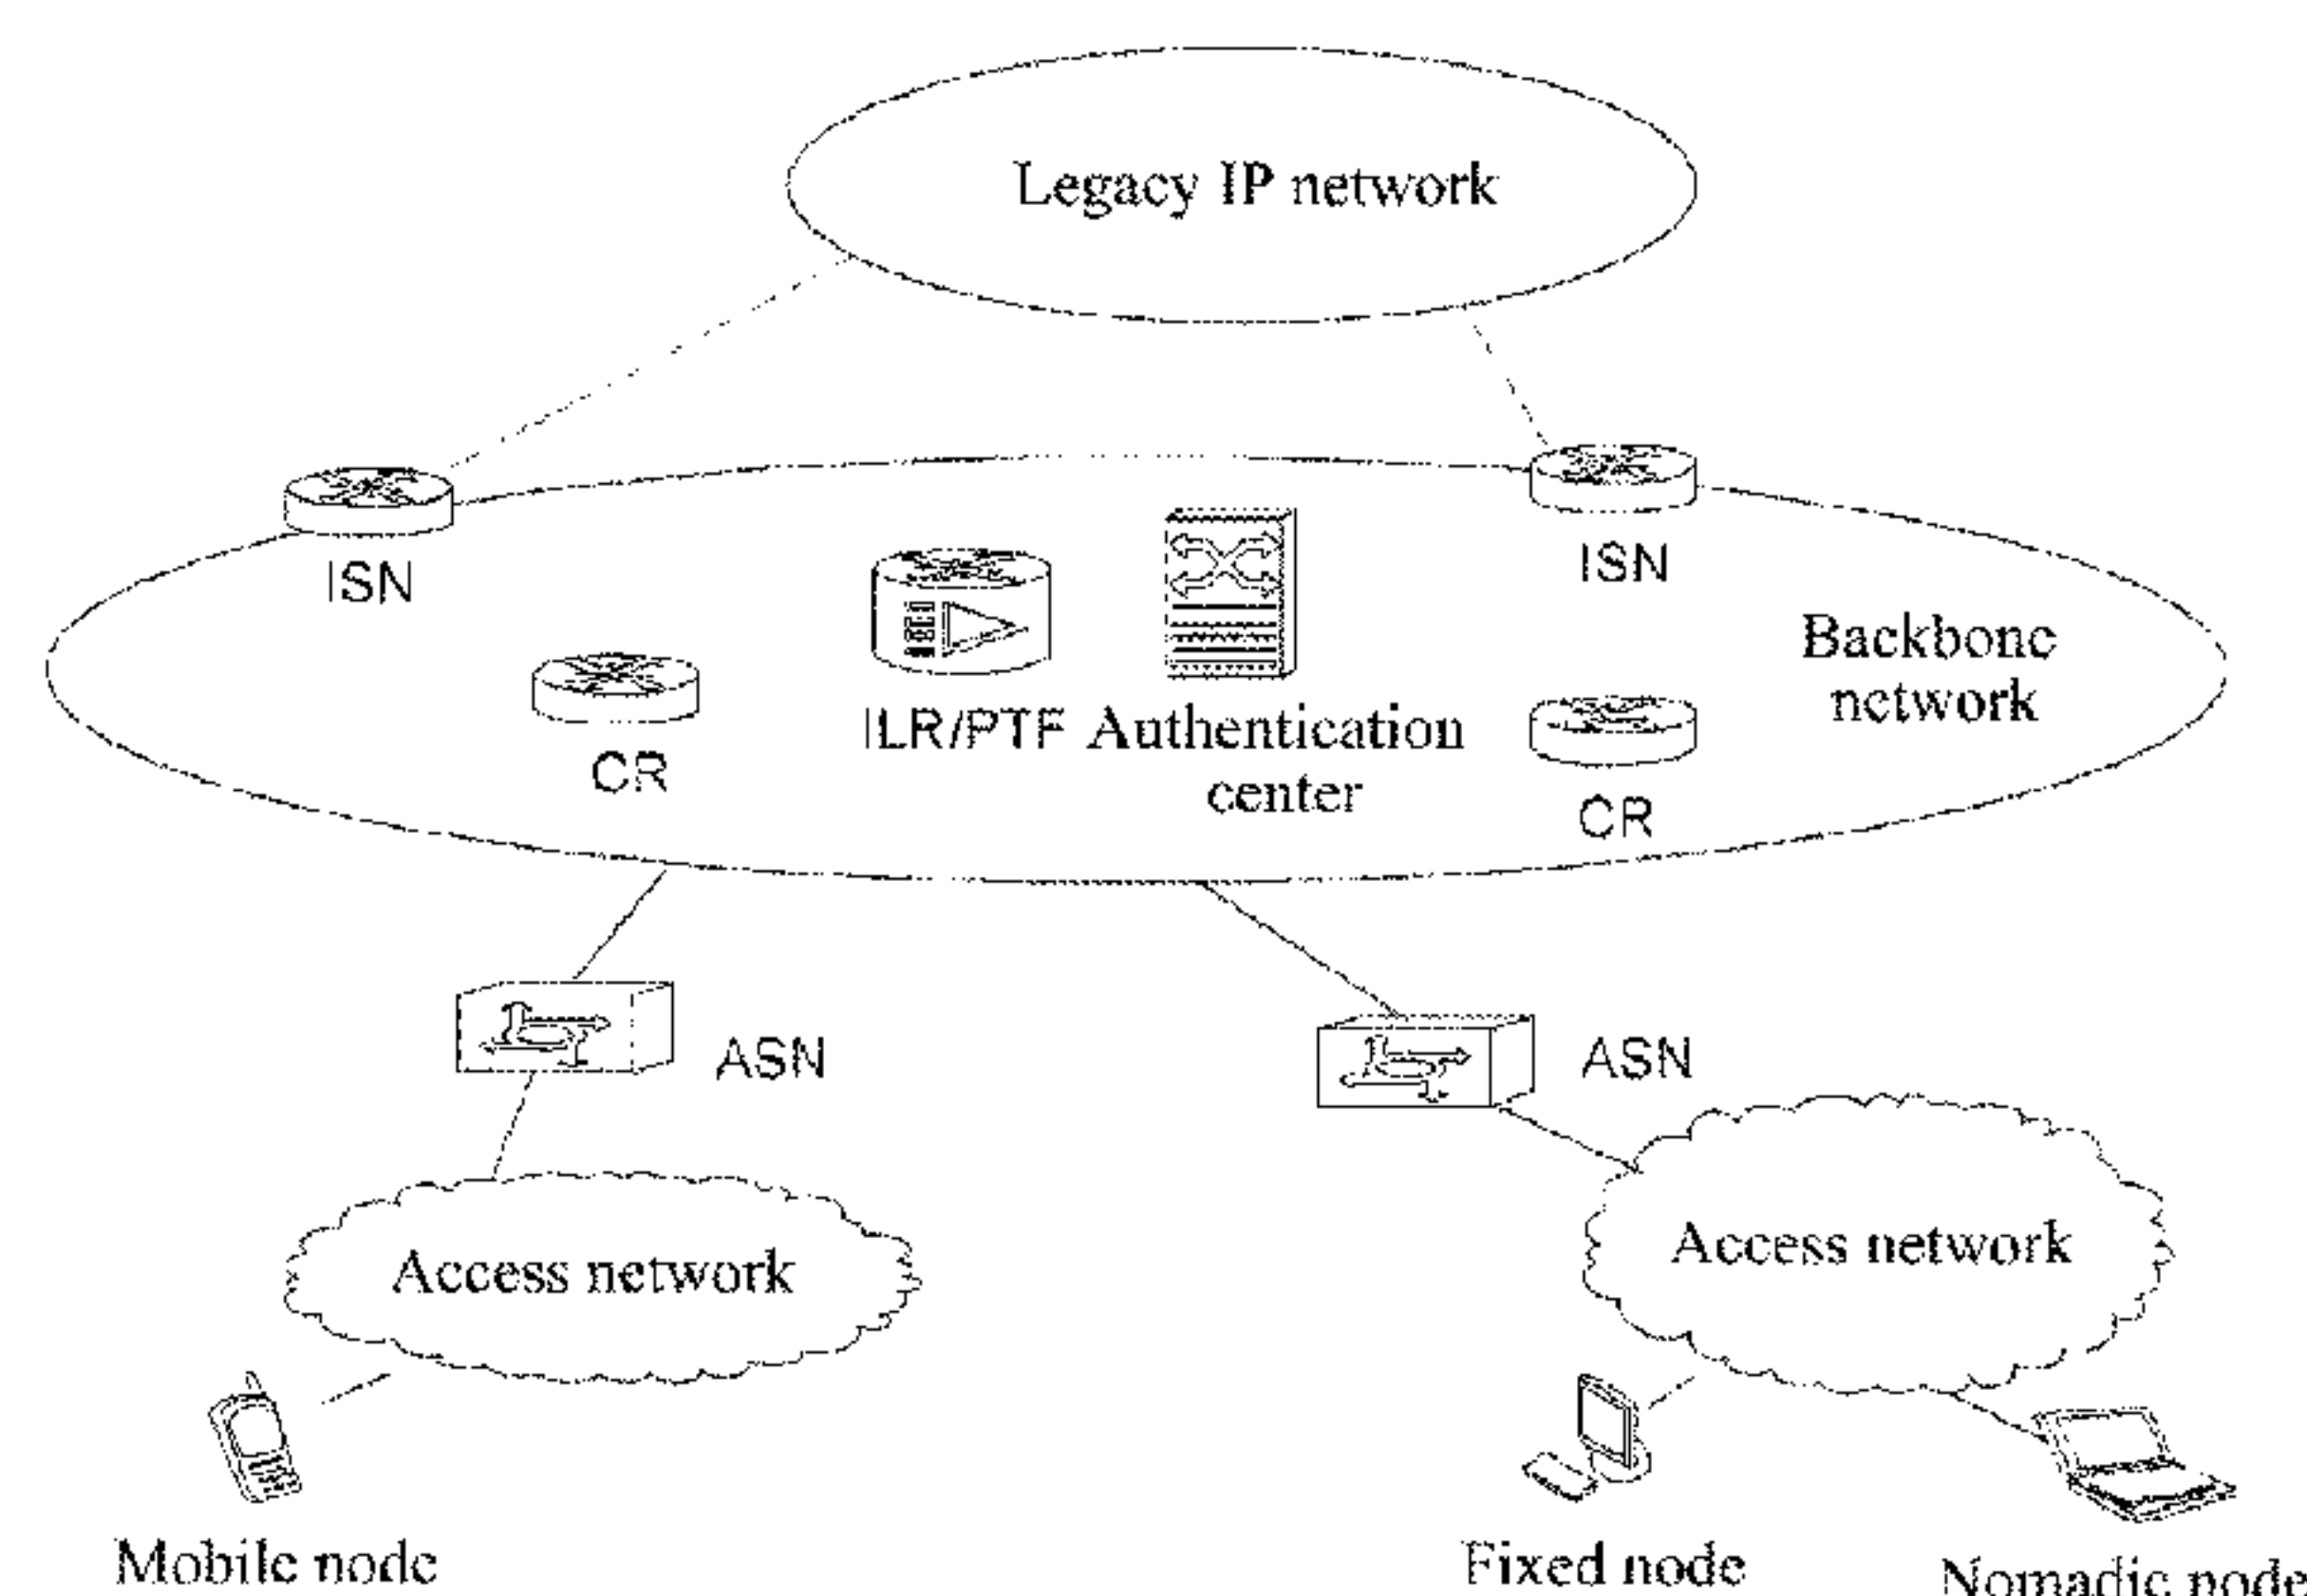 Legacy IP network
ISN
ISN
Backbone
network
ILR/PTF Authentication
center
CR
CR
ASN
ASN
Access network
Access network
Mobile node
Fixed node
Nomadic node